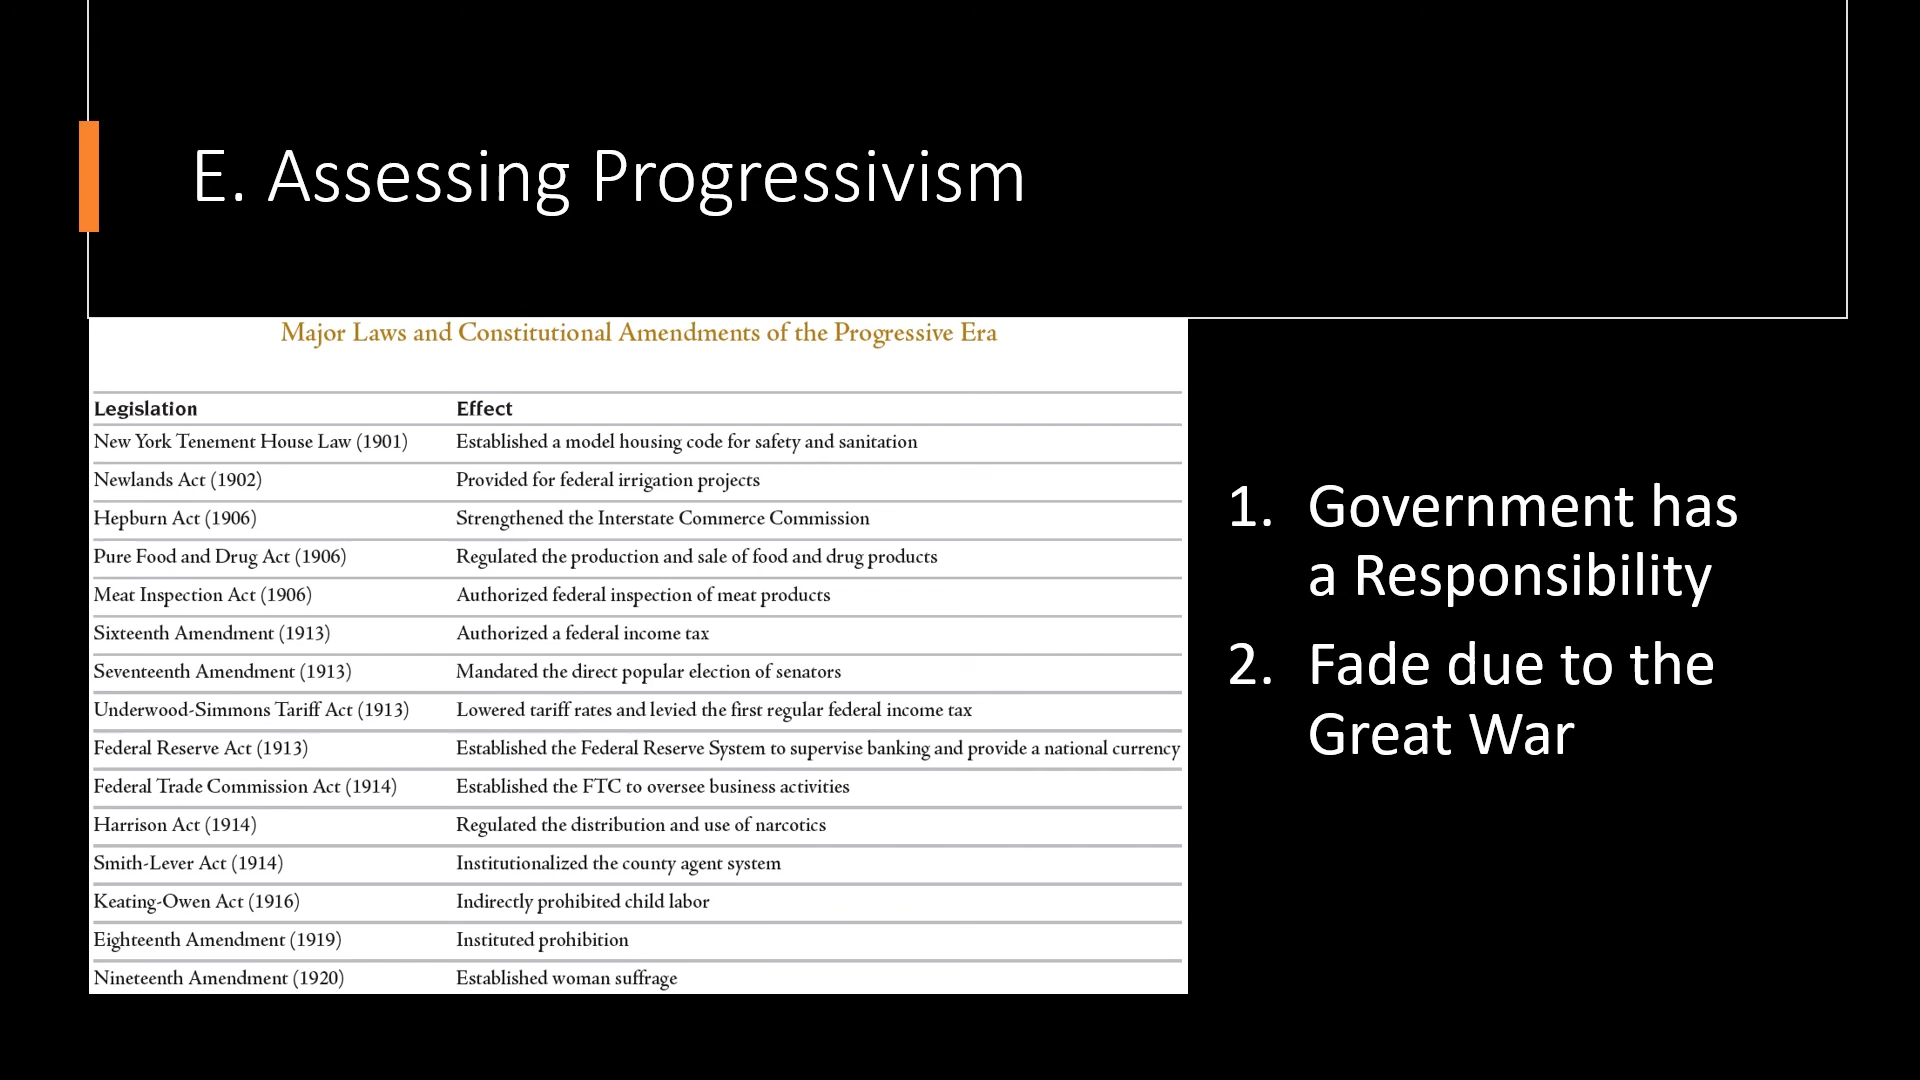 E. Assessing Progressivism
Major Laws and Constitutional Amendments of the Progressive Era
Legislation Effect
New York Tenement House Law (1901) Established a model housing code for safety and sanitation
Newlands Act (1902) Provided for federal irrigation projects
Hepburn Act (1906) Strengthened the Interstate Commerce Commission
Pure Food and Drug Act (1906) Regulated the production and sale of food and drug products
Meat Inspection Act (1906) Authorized federal inspection of meat products
Sixteenth Amendment (1913) Authorized a federal income tax
Seventeenth Amendment (1913) Mandated the direct popular election of senators
Underwood-Simmons Tariff Act (1913) Lowered tariff rates and levied the first regular federal income tax
Federal Reserve Act (1913) Established the Federal Reserve System to supervise banking and provide a national currency
Federal Trade Commission Act (1914) Established the FTC to oversee business activities
Harrison Act (1914) Regulated the distribution and use of narcotics
Smith-Lever Act (1914) Institutionalized the county agent system
Keating-Owen Act (1916) Indirectly prohibited child labor
Eighteenth Amendment (1919) Instituted prohibition
Nineteenth Amendment (1920) Established woman suffrage
1. Government has
a Responsibility
2. Fade due to the
Great War